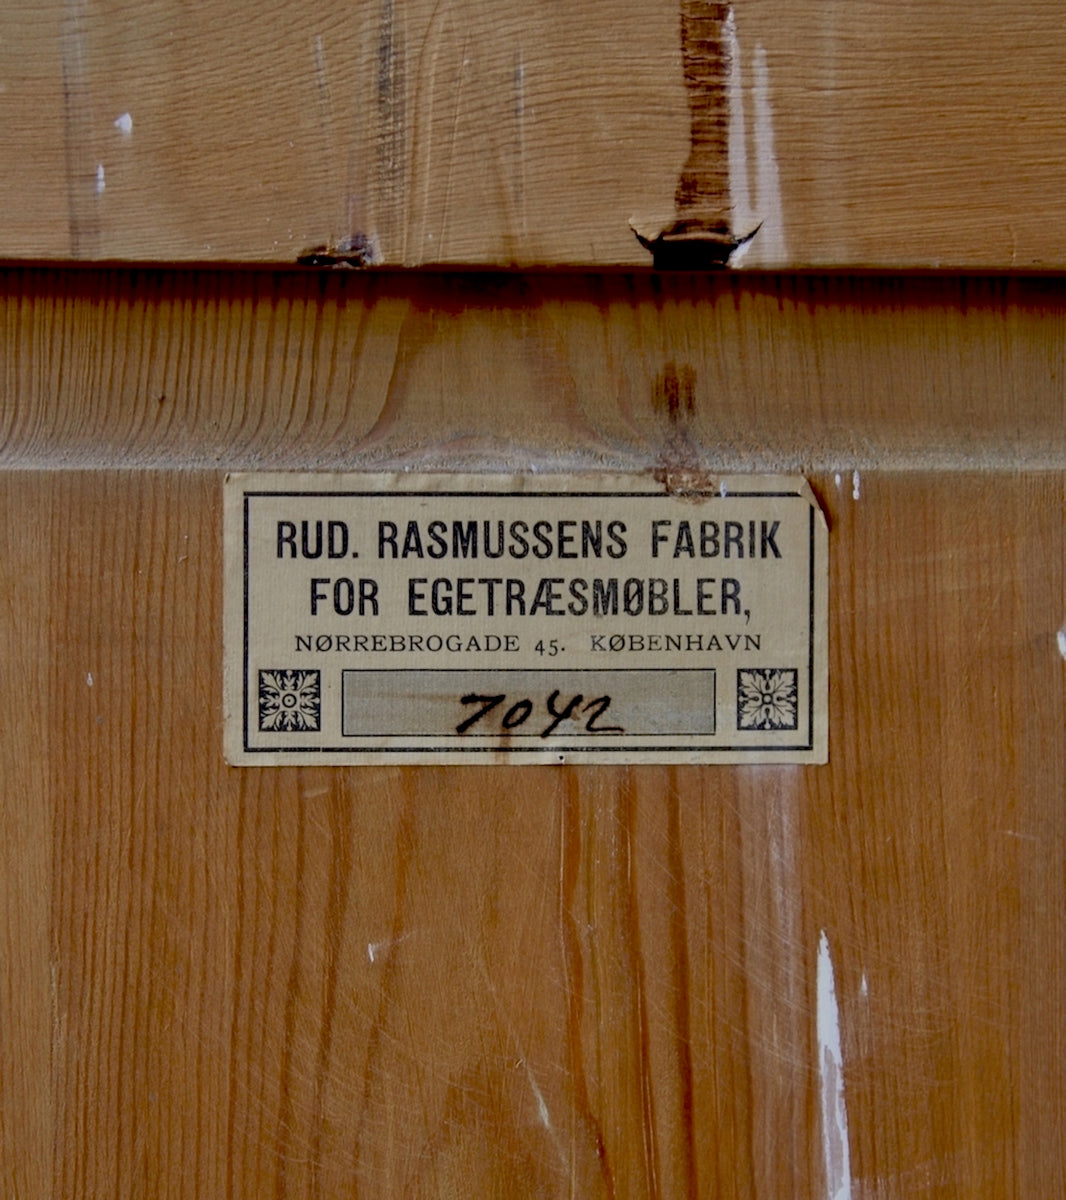 RUD. RASMUSSENS FABRIK
FOR EGETRÆSMØBLER,
NØRREBROGADE 45. KØBENHAVN
7042